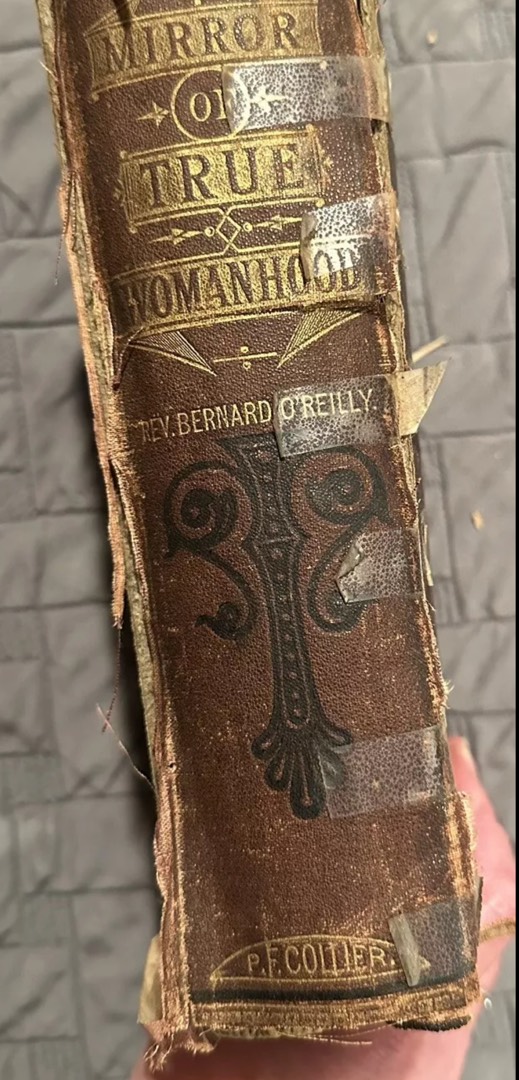 MIRROR
OF
TRUE
WOMANHOOD
REV. BERNARD O'REILLY.
P.F. COLLIER.